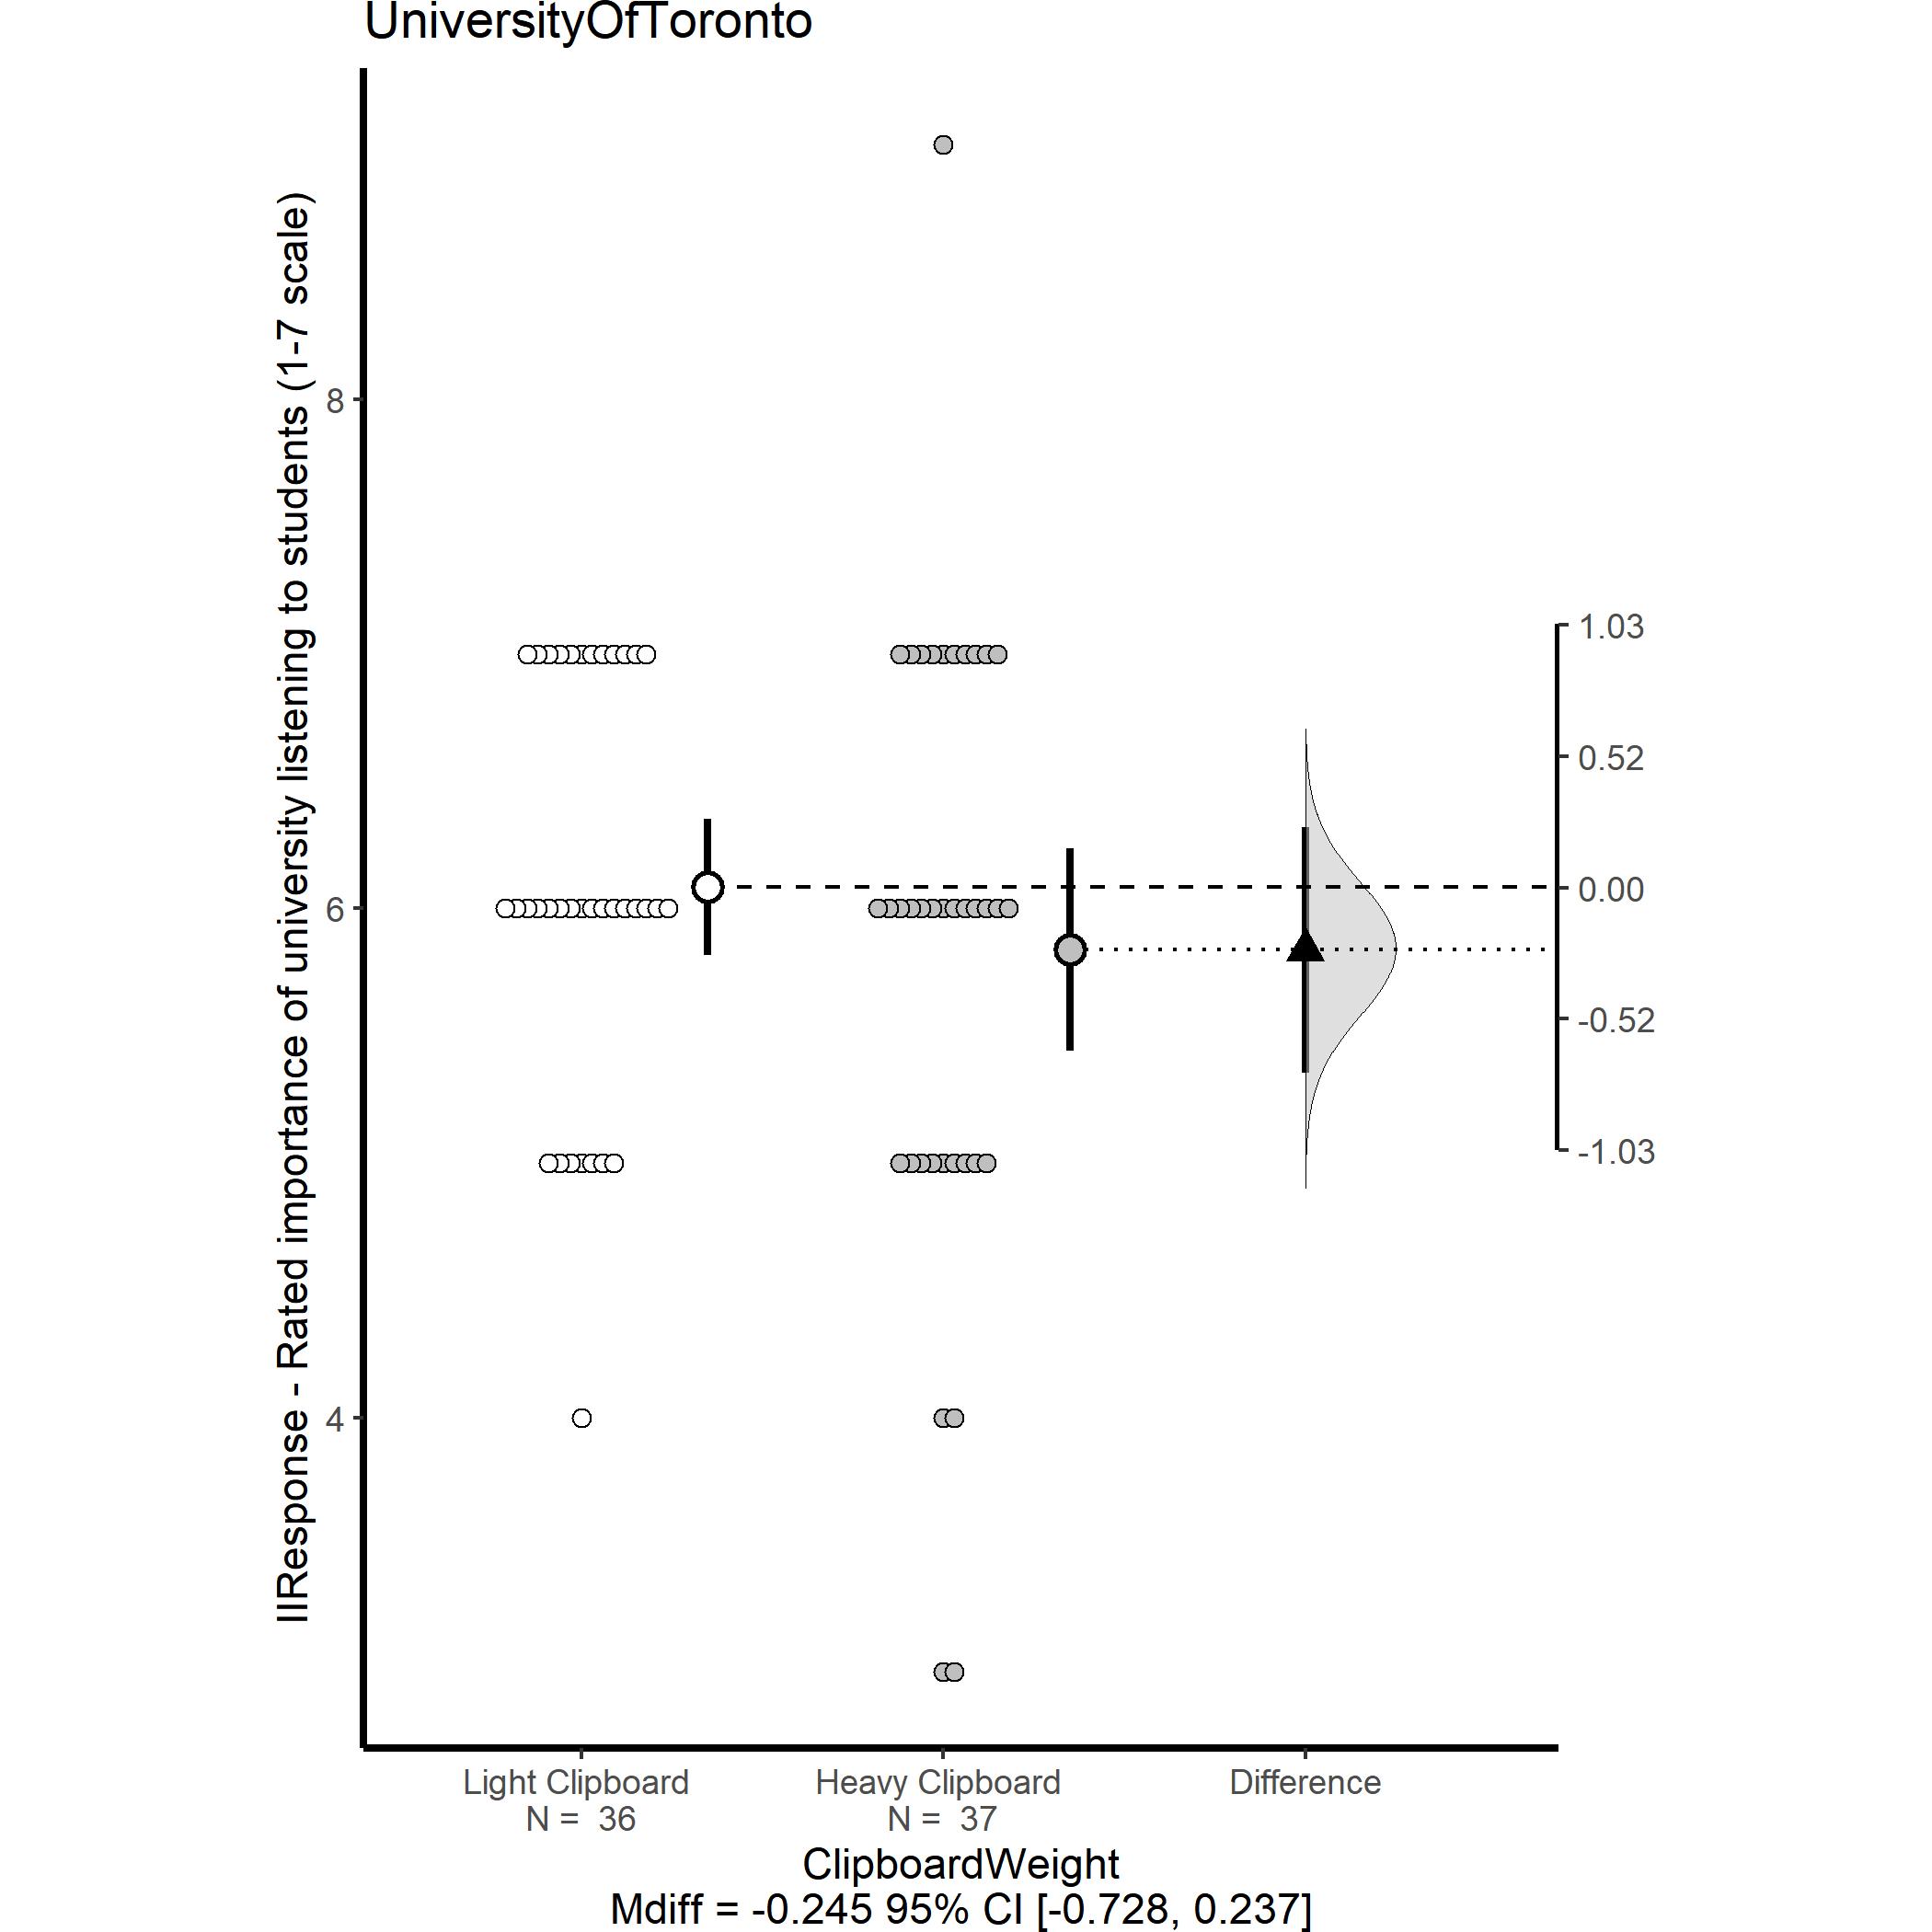 UniversityOfToronto
IIResponse - Rated importance of university listening to students (1-7 scale)
8
6
4
1.03
0.52
0.00
-0.52
-1.03
Light Clipboard
N =  36
Heavy Clipboard
N =  37
Difference
ClipboardWeight
Mdiff = -0.245 95% CI [-0.728, 0.237]